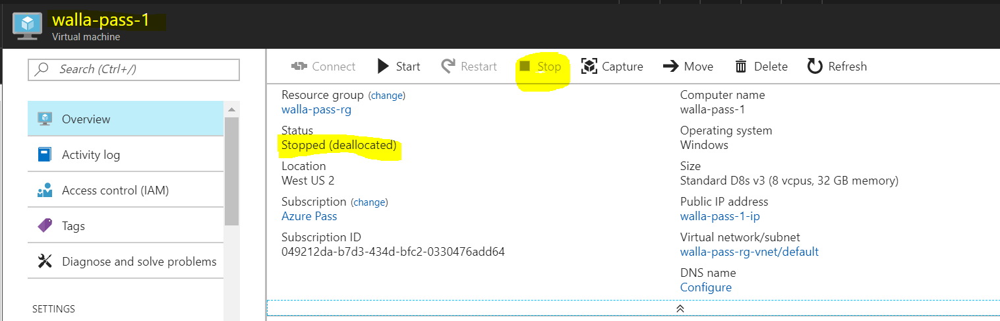 walla-pass-1
Virtual machine
Search (Ctrl+/)
Overview
Activity log
Access control (IAM)
Tags
Diagnose and solve problems
SETTINGS
Connect Start Restart Stop Capture Move Delete Refresh
Resource group (change)
walla-pass-rg
Status
Stopped (deallocated)
Location
West US 2
Subscription (change)
Azure Pass
Subscription ID
049212da-b7d3-434d-bfc2-0330476add64
Computer name
walla-pass-1
Operating system
Windows
Size
Standard D8s v3 (8 vcpus, 32 GB memory)
Public IP address
walla-pass-1-ip
Virtual network/subnet
walla-pass-rg-vnet/default
DNS name
Configure